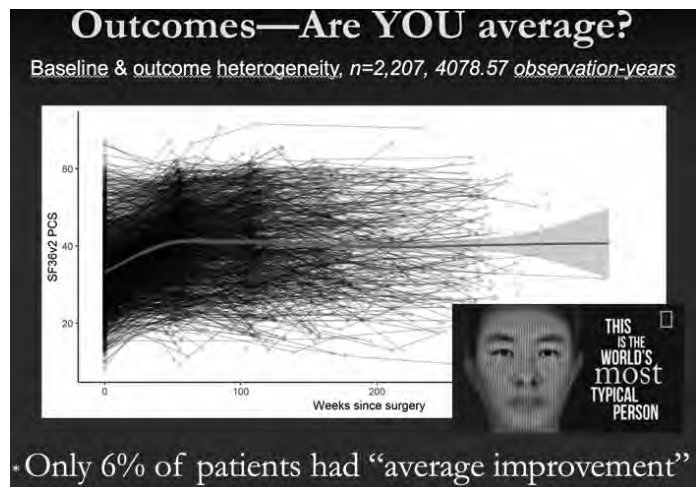 Outcomes—Are YOU average?
Baseline & outcome heterogeneity, n=2,207, 4078.57 observation-years
60
40
20
SF36v2 PCS
0
100
200
Weeks since surgery
THIS
IS THE
WORLD'S
most
TYPICAL
PERSON
* Only 6% of patients had “average improvement”